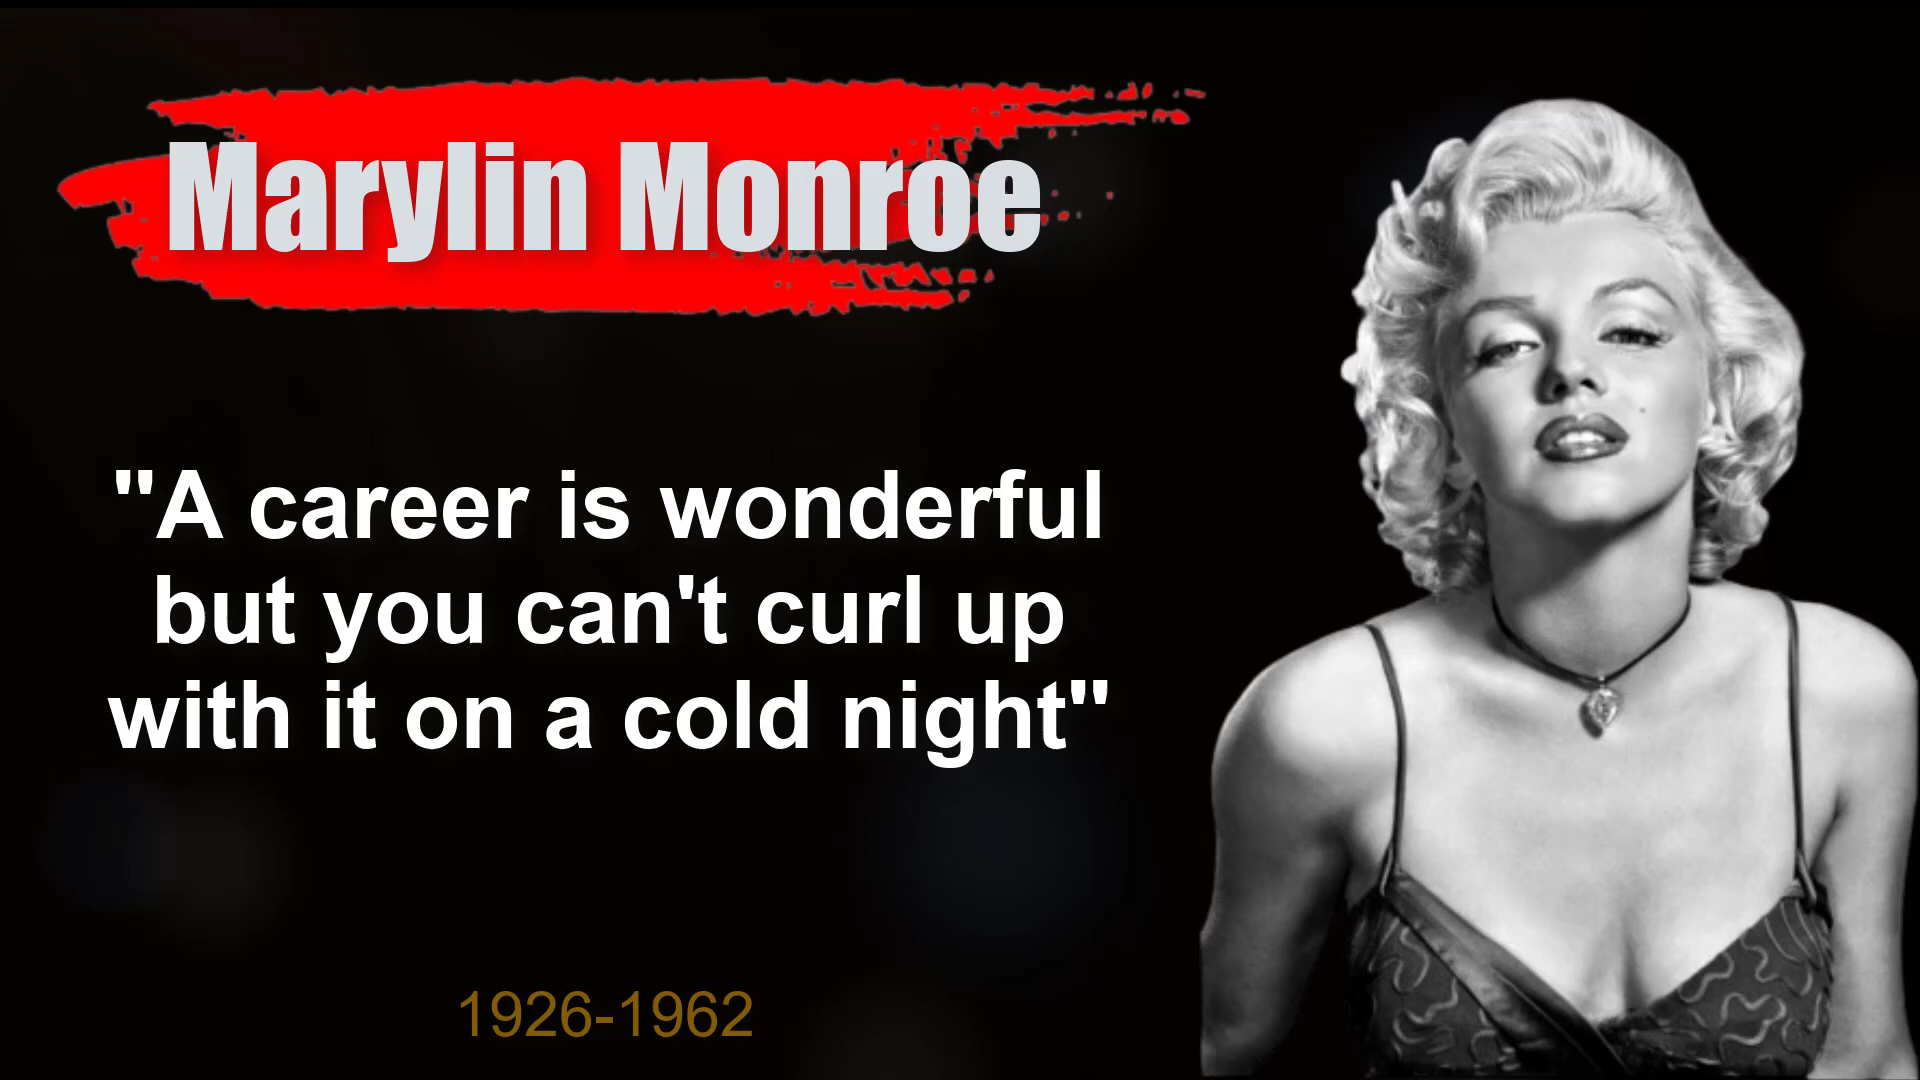 Marylin Monroe
"A career is wonderful
but you can't curl up
with it on a cold night"
1926-1962